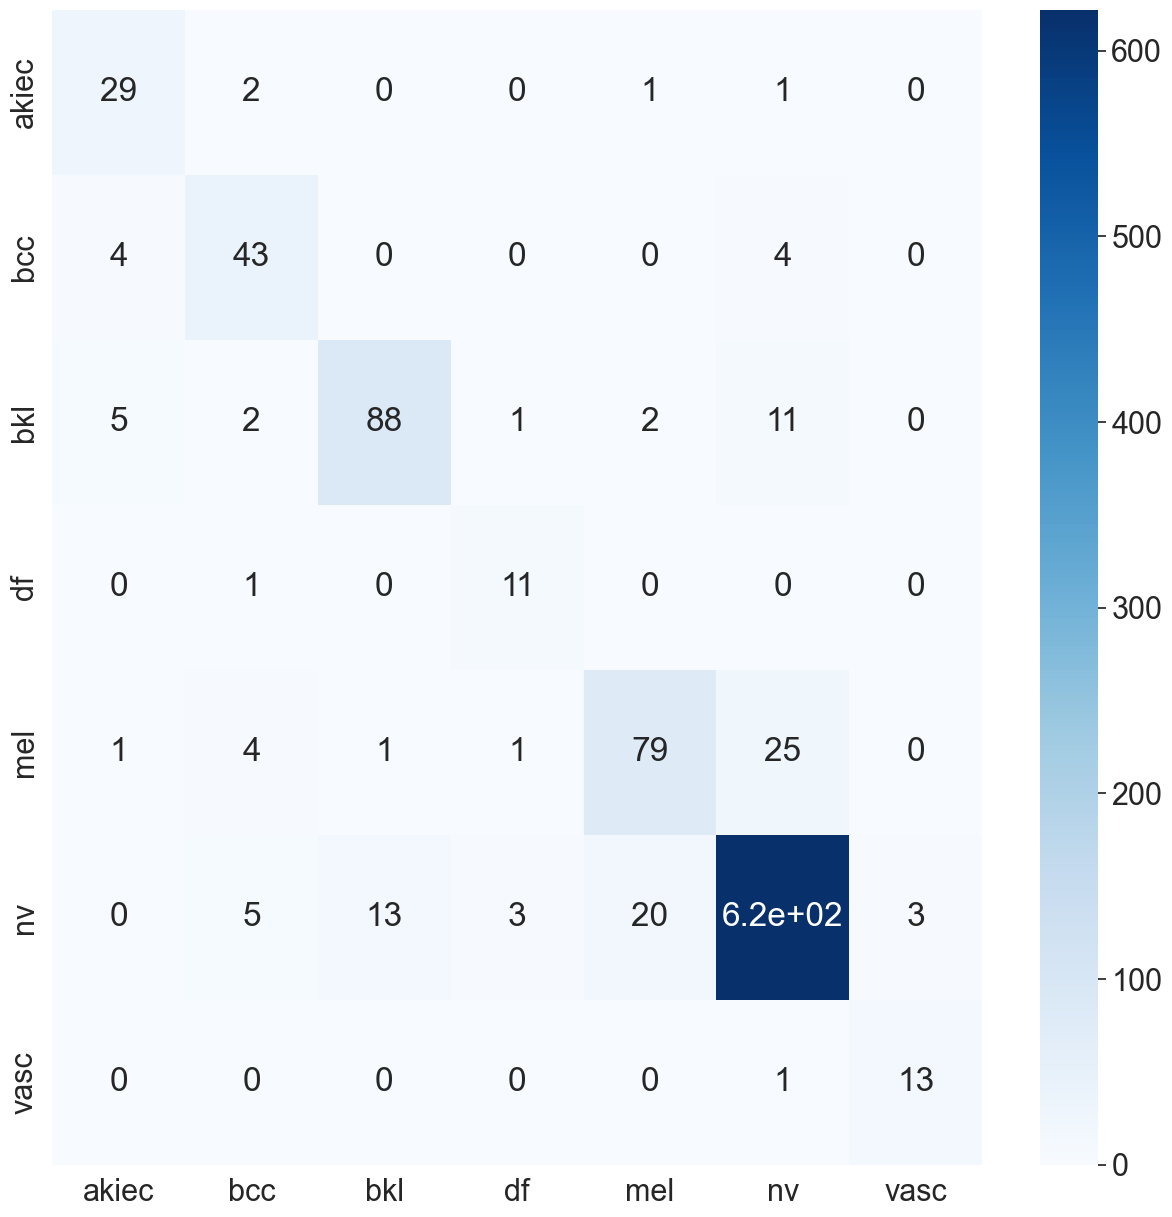 akiec 29 2 0 0 1 1 0
bcc 4 43 0 0 0 4 0
bkl 5 2 88 1 2 11 0
df 0 1 0 11 0 0 0
mel 1 4 1 1 79 25 0
nv 0 5 13 3 20 6.2e+02 3
vasc 0 0 0 0 0 1 13
akiec bcc bkl df mel nv vasc
600
500
400
300
200
100
0